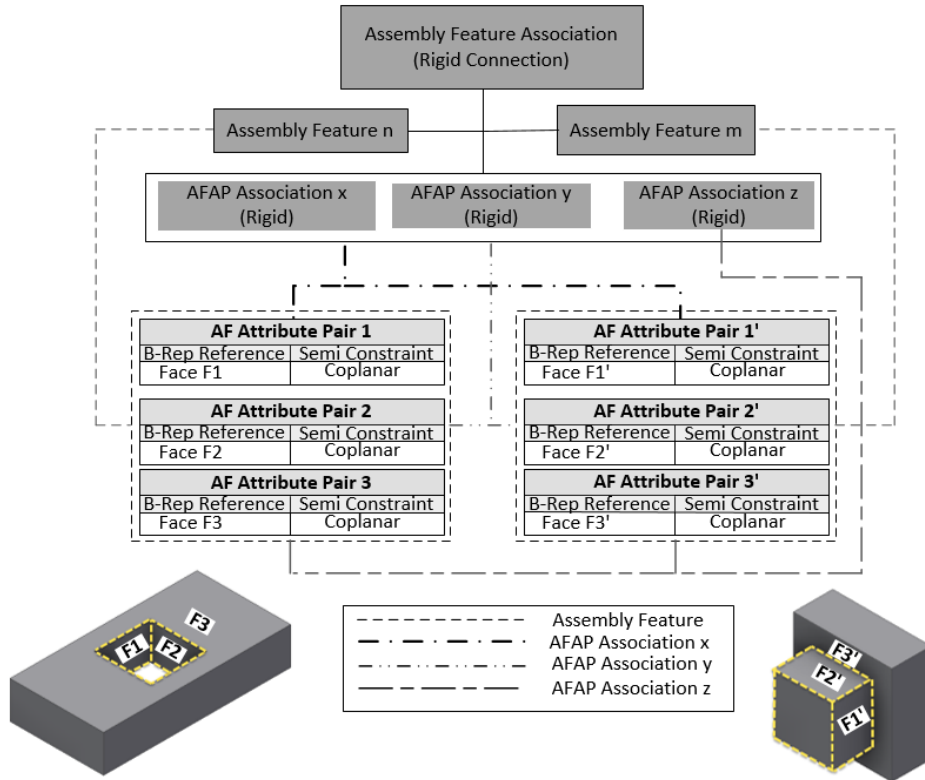 Assembly Feature Association
(Rigid Connection)
Assembly Feature n
Assembly Feature m
AFAP Association x
(Rigid)
AFAP Association y
(Rigid)
AFAP Association z
(Rigid)
AF Attribute Pair 1
B-Rep Reference Semi Constraint
Face F1 Coplanar
AF Attribute Pair 2
B-Rep Reference Semi Constraint
Face F2 Coplanar
AF Attribute Pair 3
B-Rep Reference Semi Constraint
Face F3 Coplanar
AF Attribute Pair 1'
B-Rep Reference Semi Constraint
Face F1' Coplanar
AF Attribute Pair 2'
B-Rep Reference Semi Constraint
Face F2' Coplanar
AF Attribute Pair 3'
B-Rep Reference Semi Constraint
Face F3' Coplanar
F1
F2
F3
Assembly Feature
AFAP Association x
AFAP Association y
AFAP Association z
F3'
F2'
F1'